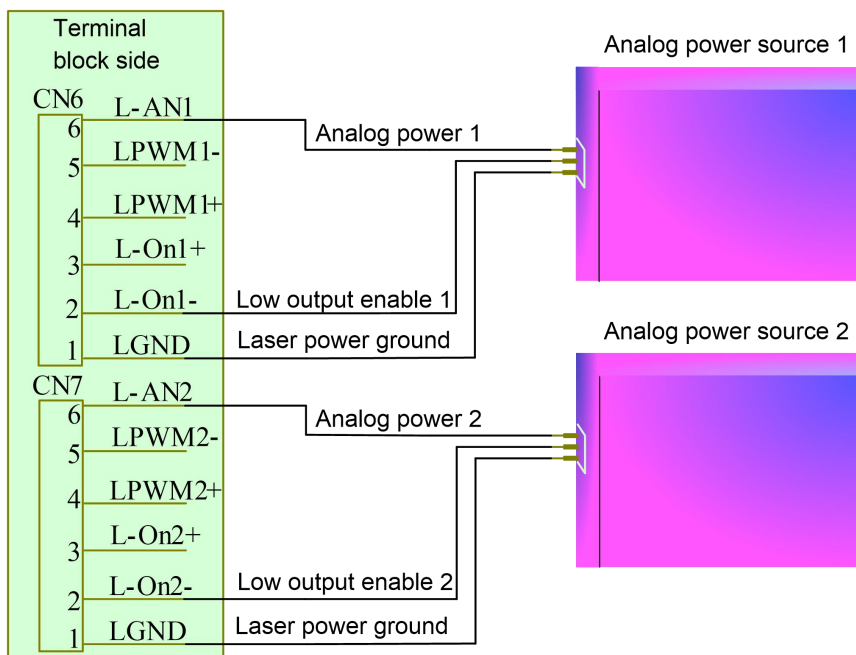 Terminal
block side
Analog power source 1
CN6
L-AN1
6
Analog power 1
LPWM1-
5
LPWM1+
4
L-On1+
3
L-On1-
2
Low output enable 1
LGND
1
Laser power ground
Analog power source 2
CN7
L-AN2
6
Analog power 2
LPWM2-
5
LPWM2+
4
L-On2+
3
L-On2-
2
Low output enable 2
LGND
1
Laser power ground